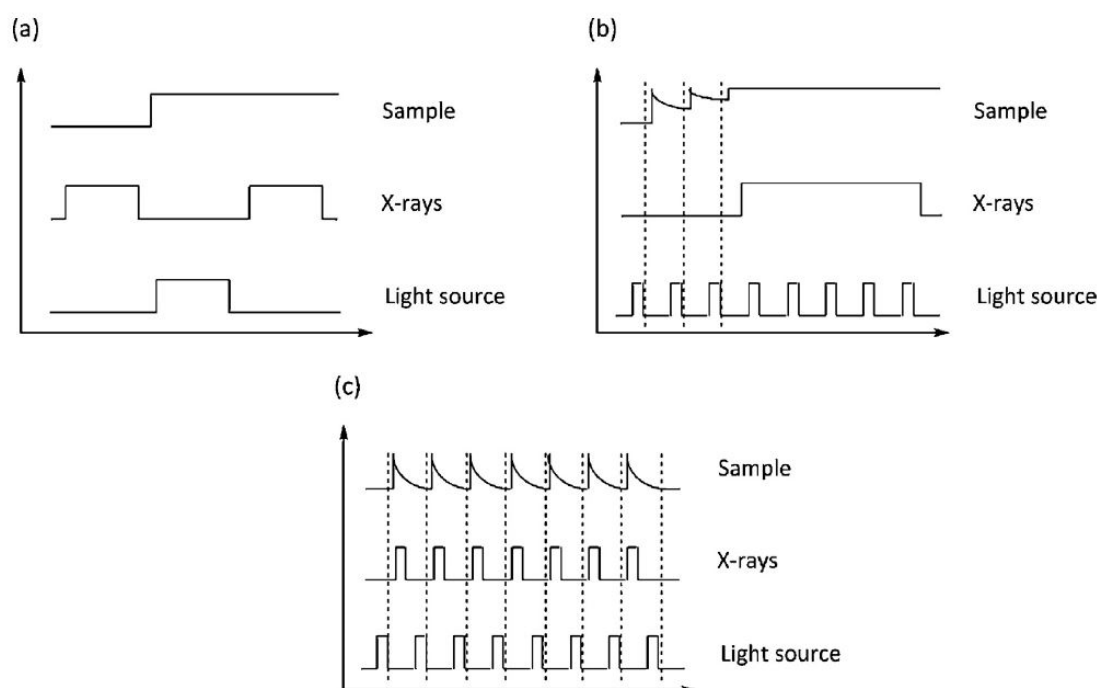 (a)
Sample
X-rays
Light source
(b)
Sample
X-rays
Light source
(c)
Sample
X-rays
Light source